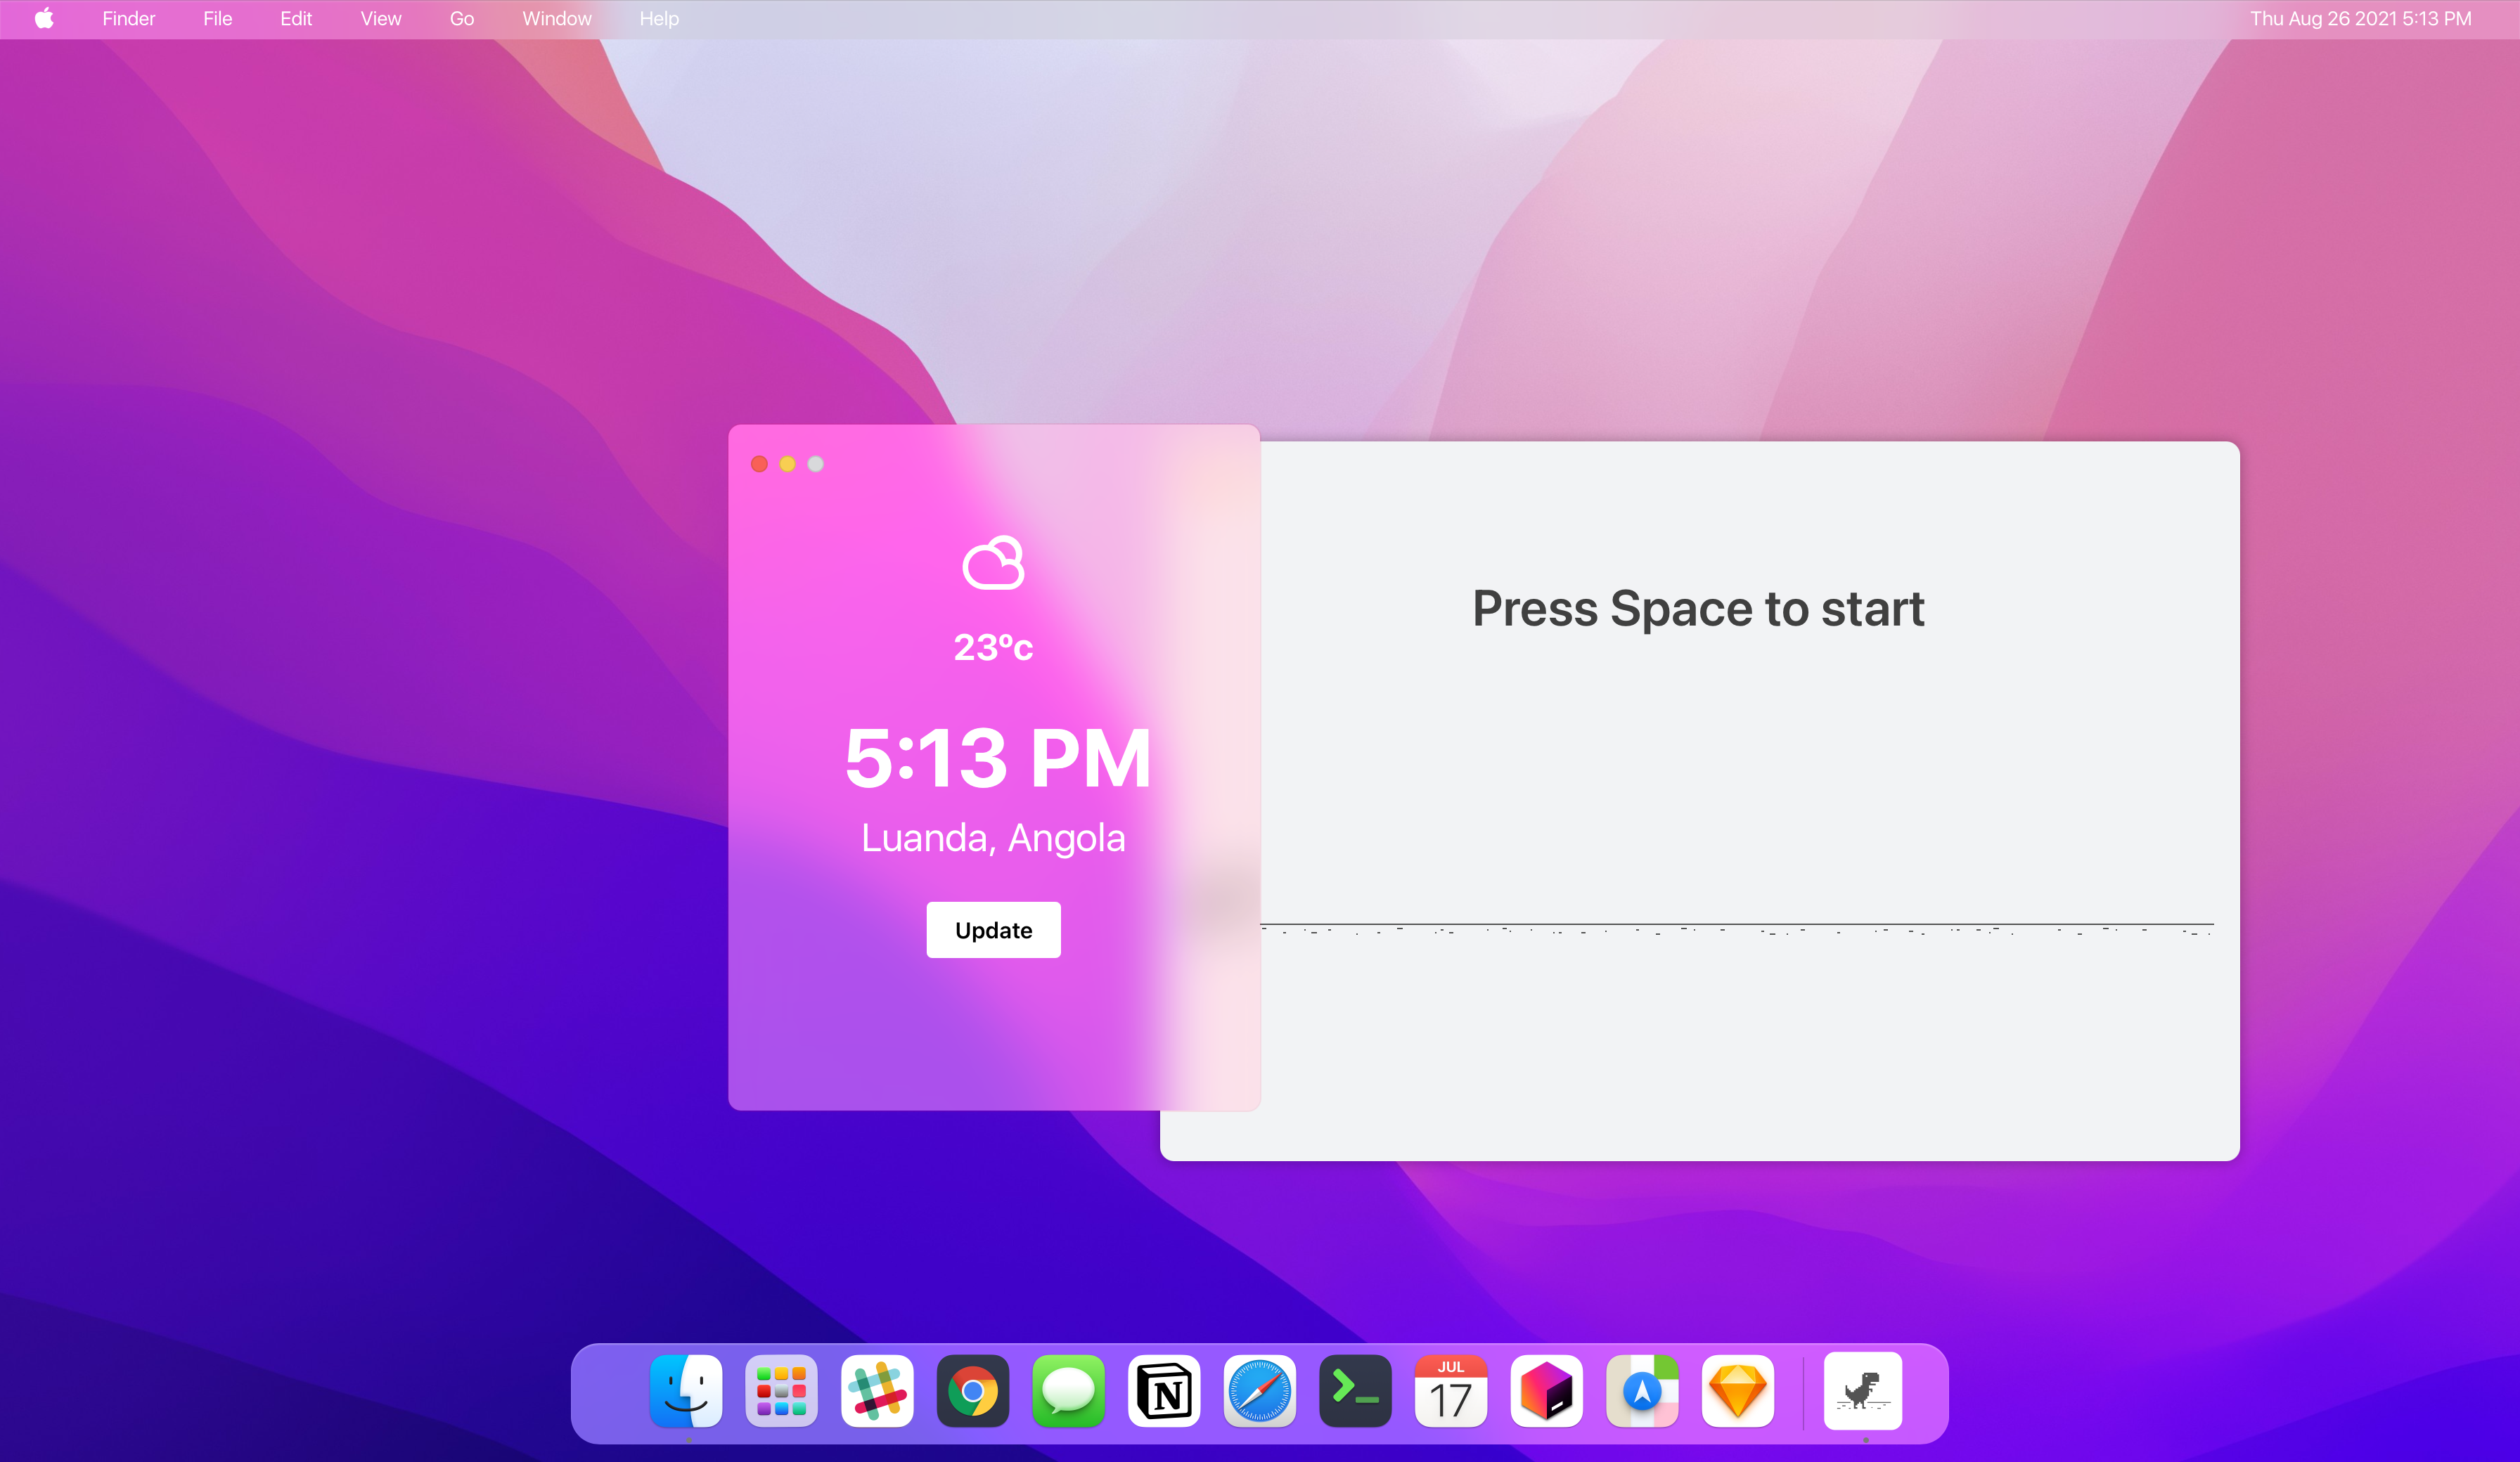 Finder File Edit View Go Window Help Thu Aug 26 2021 5:13 PM
23ºc
5:13 PM
Luanda, Angola
Update
Press Space to start
N
JUL
17